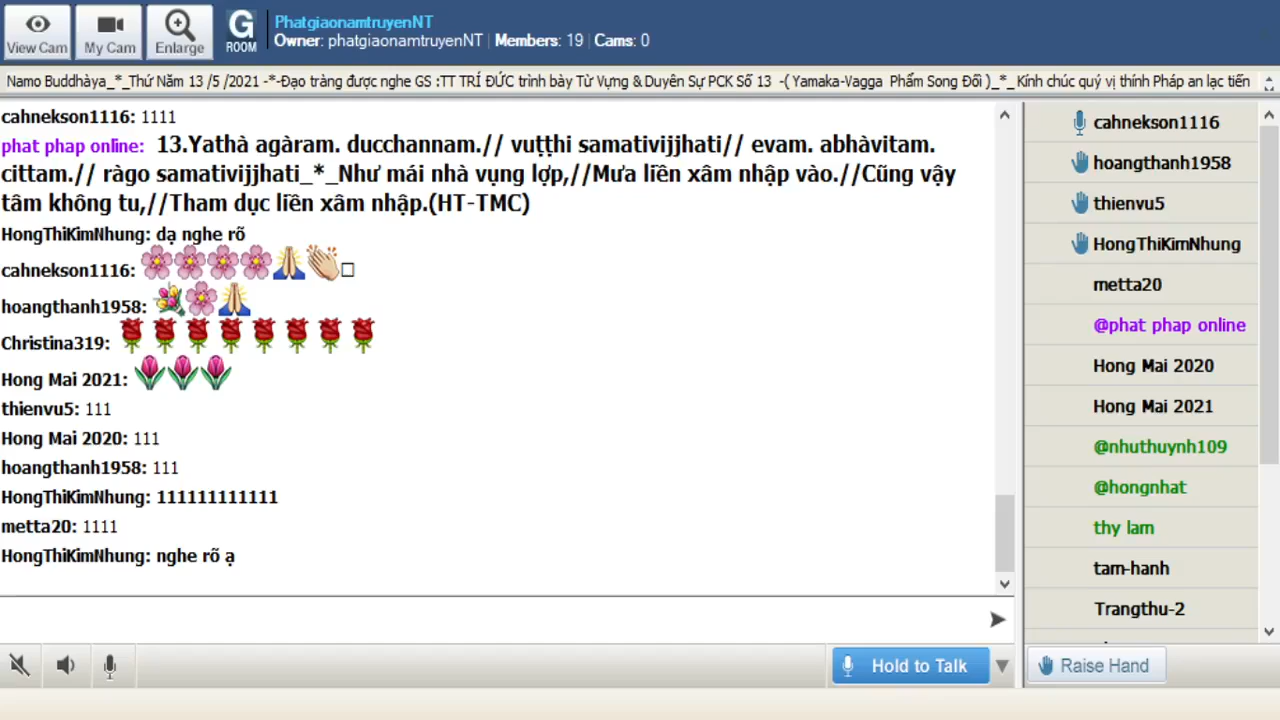 View Cam
My Cam
Enlarge
G
ROOM
PhatgiaonamtruyenNT
Owner: phatgiaonamtruyenNT | Members: 19 | Cams: 0
Namo Buddhàya_*_Thứ Năm 13 /5 /2021 -*-Đạo tràng được nghe GS :TT TRÍ ĐỨC trình bày Từ Vựng & Duyên Sự PCK Số 13 -( Yamaka-Vagga Phẩm Song Đối )_*_ Kính chúc quý vị thính Pháp an lạc tiến
cahnekson1116: 1111
phat phap online: 13.Yathà agàram. ducchannam.// vuṭṭhi samativijjhati// evam. abhàvitam.
cittam.// ràgo samativijjhati_*_Như mái nhà vụng lợp,//Mưa liền xâm nhập vào.//Cũng vậy
tâm không tu,//Tham dục liền xâm nhập.(HT-TMC)
HongThiKimNhung: dạ nghe rõ
cahnekson1116:
hoangthanh1958:
Christina319:
Hong Mai 2021:
thienvu5: 111
Hong Mai 2020: 111
hoangthanh1958: 111
HongThiKimNhung: 111111111111
metta20: 1111
HongThiKimNhung: nghe rõ ạ
cahnekson1116
hoangthanh1958
thienvu5
HongThiKimNhung
metta20
@phat phap online
Hong Mai 2020
Hong Mai 2021
@nhuthuynh109
@hongnhat
thy lam
tam-hanh
Trangthu-2
Hold to Talk
Raise Hand